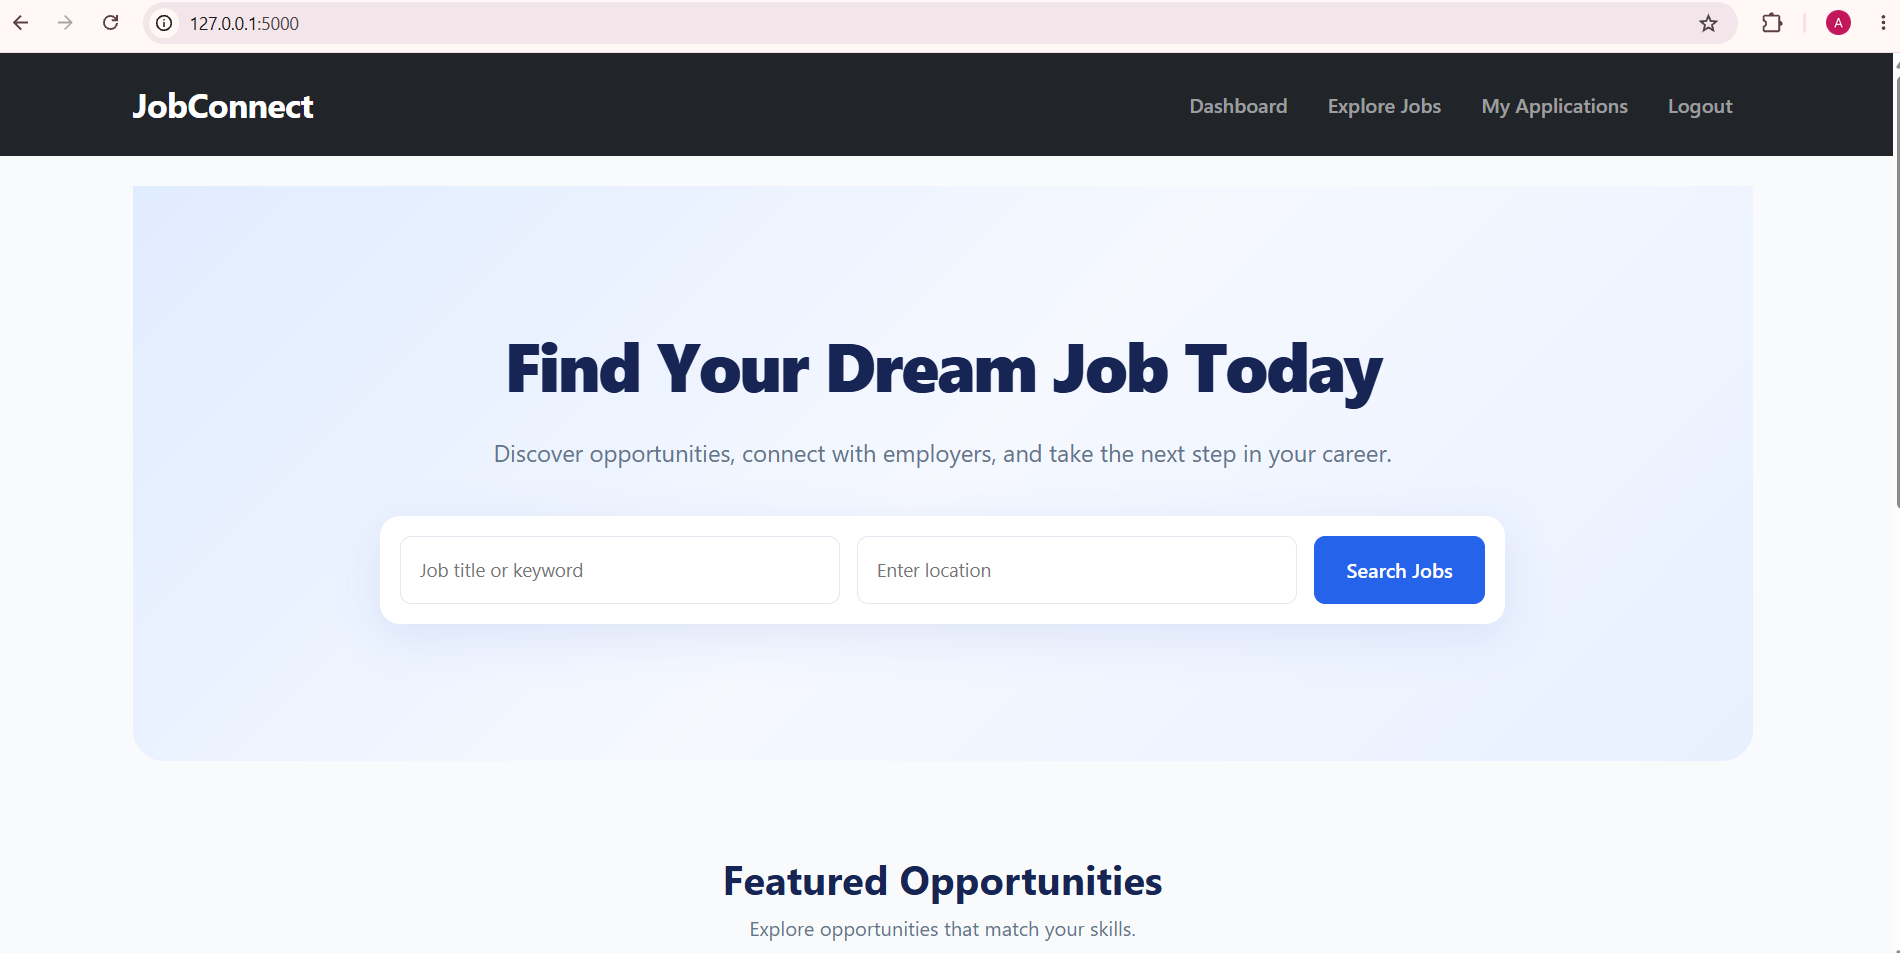 127.0.0.1:5000
A
JobConnect
Dashboard
Explore Jobs
My Applications
Logout
Find Your Dream Job Today
Discover opportunities, connect with employers, and take the next step in your career.
Job title or keyword
Enter location
Search Jobs
Featured Opportunities
Explore opportunities that match your skills.